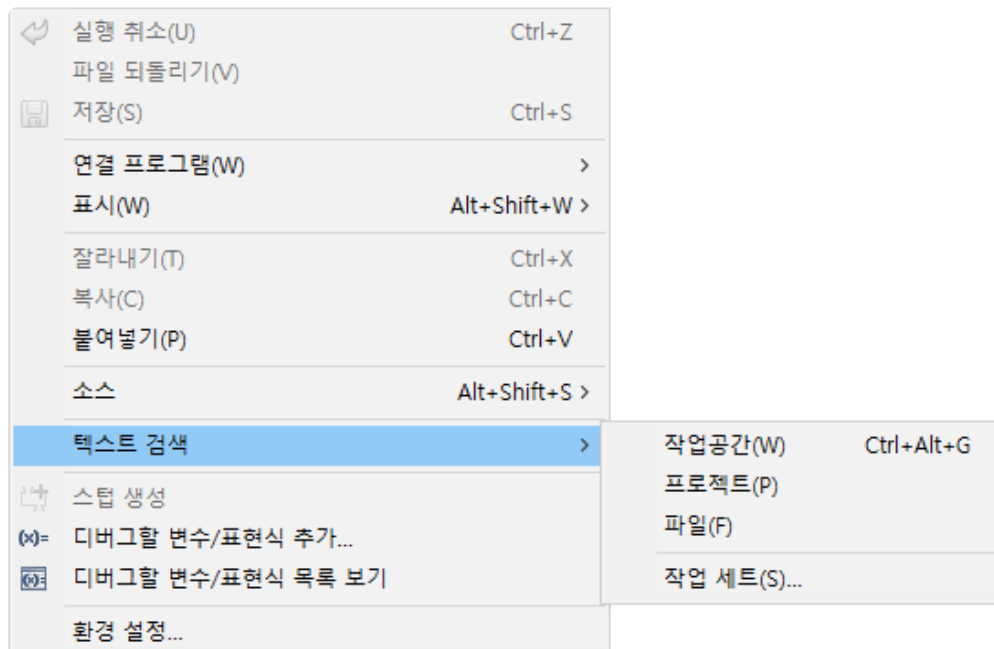 실행 취소(U) Ctrl+Z
파일 되돌리기(V)
저장(S) Ctrl+S
연결 프로그램(W) >
표시(W) Alt+Shift+W >
잘라내기(T) Ctrl+X
복사(C) Ctrl+C
붙여넣기(P) Ctrl+V
소스 Alt+Shift+S >
텍스트 검색 >
작업공간(W) Ctrl+Alt+G
프로젝트(P)
파일(F)
작업 세트(S)...
스텁 생성
(x)= 디버그할 변수/표현식 추가...
(x)= 디버그할 변수/표현식 목록 보기
환경 설정...